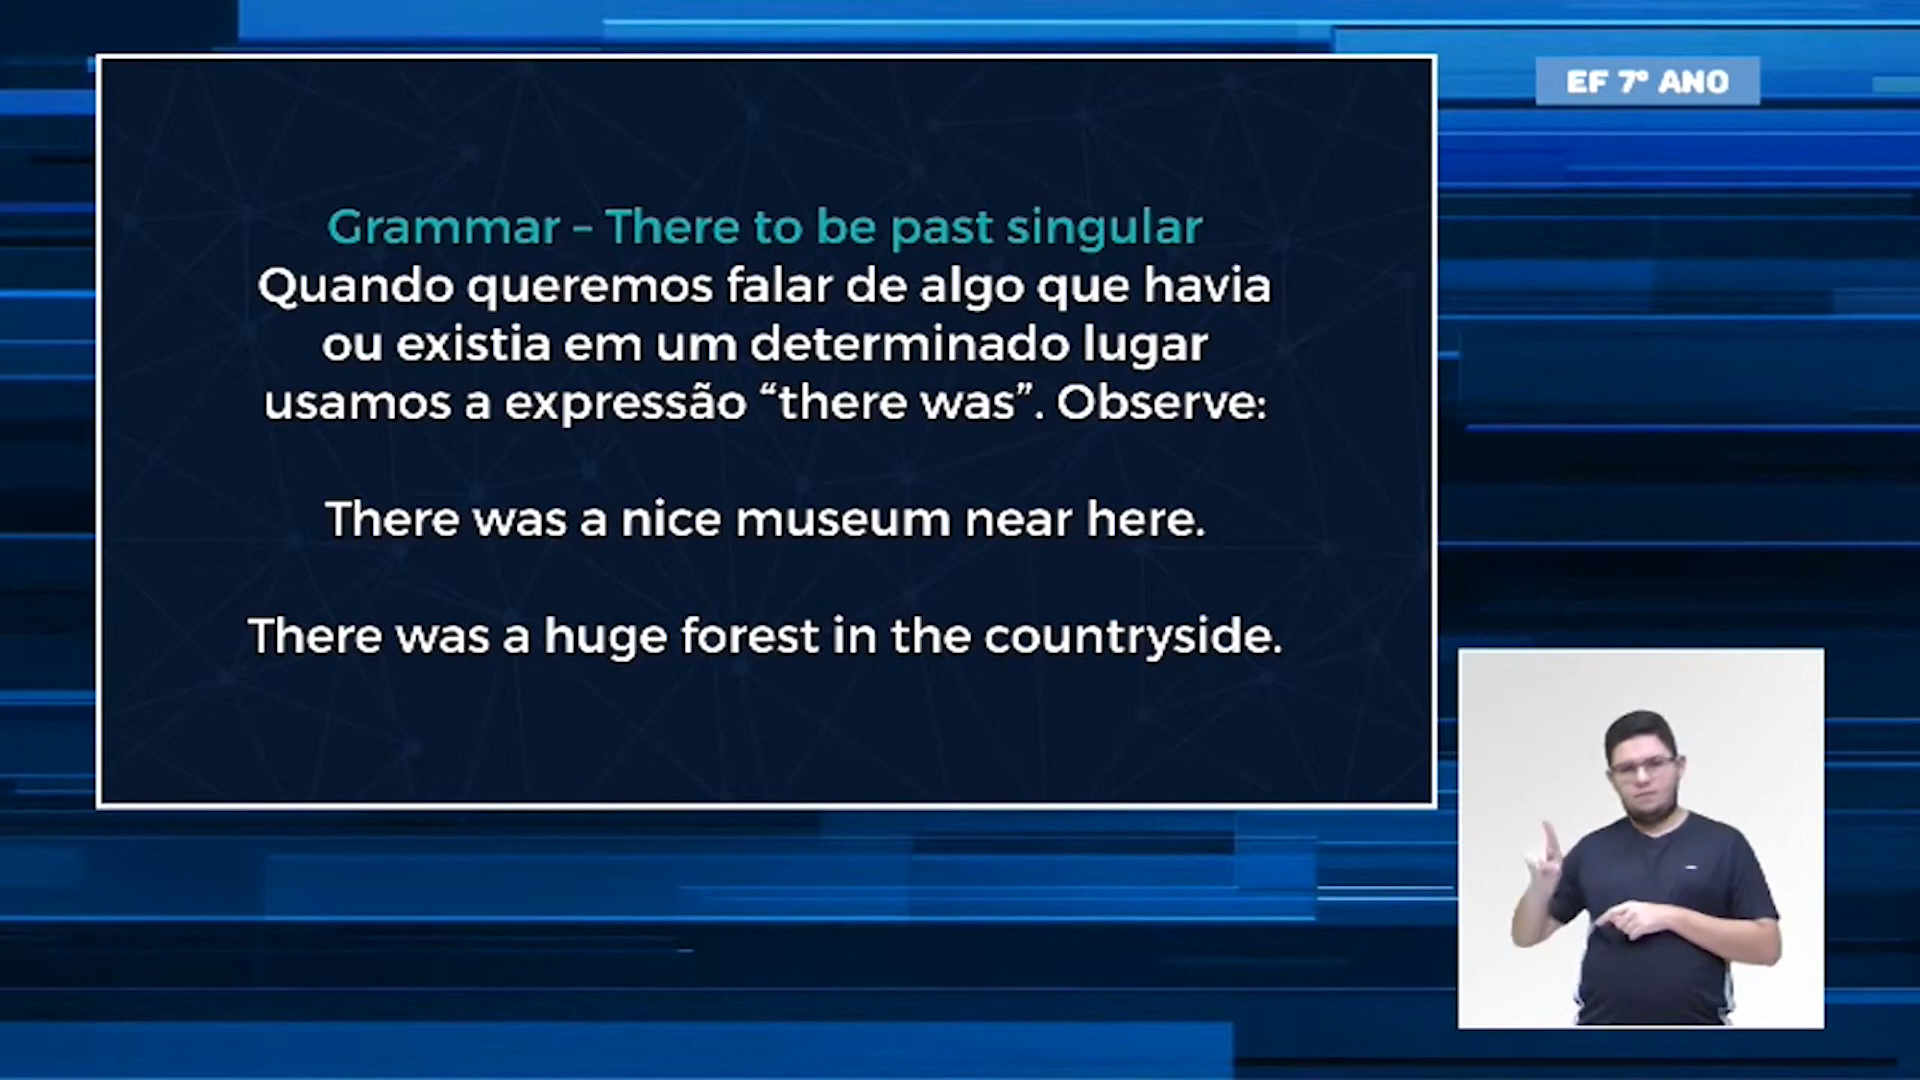 EF 7º ANO
Grammar – There to be past singular
Quando queremos falar de algo que havia
ou existia em um determinado lugar
usamos a expressão “there was”. Observe:
There was a nice museum near here.
There was a huge forest in the countryside.